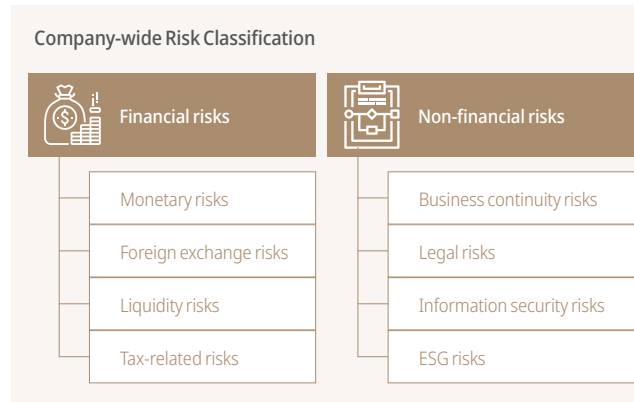 Company-wide Risk Classification
Financial risks
Monetary risks
Foreign exchange risks
Liquidity risks
Tax-related risks
Non-financial risks
Business continuity risks
Legal risks
Information security risks
ESG risks